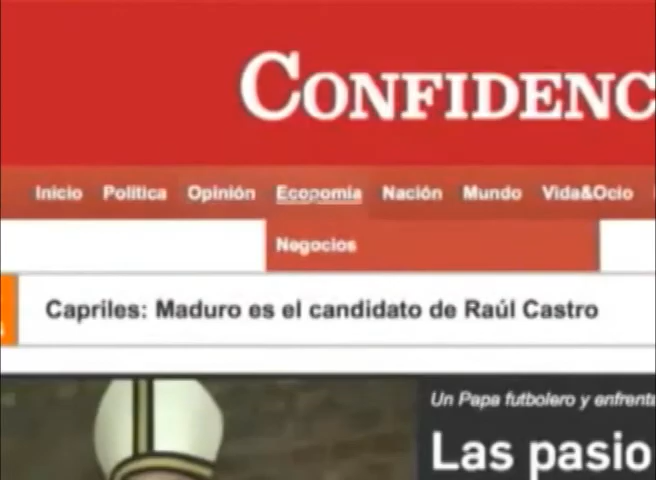 CONFIDENC
Inicio Política Opinión Economía Nación Mundo Vida&Ocio
Negocios
Capriles: Maduro es el candidato de Raúl Castro
Un Papa futbolero y enfrenta
Las pasio